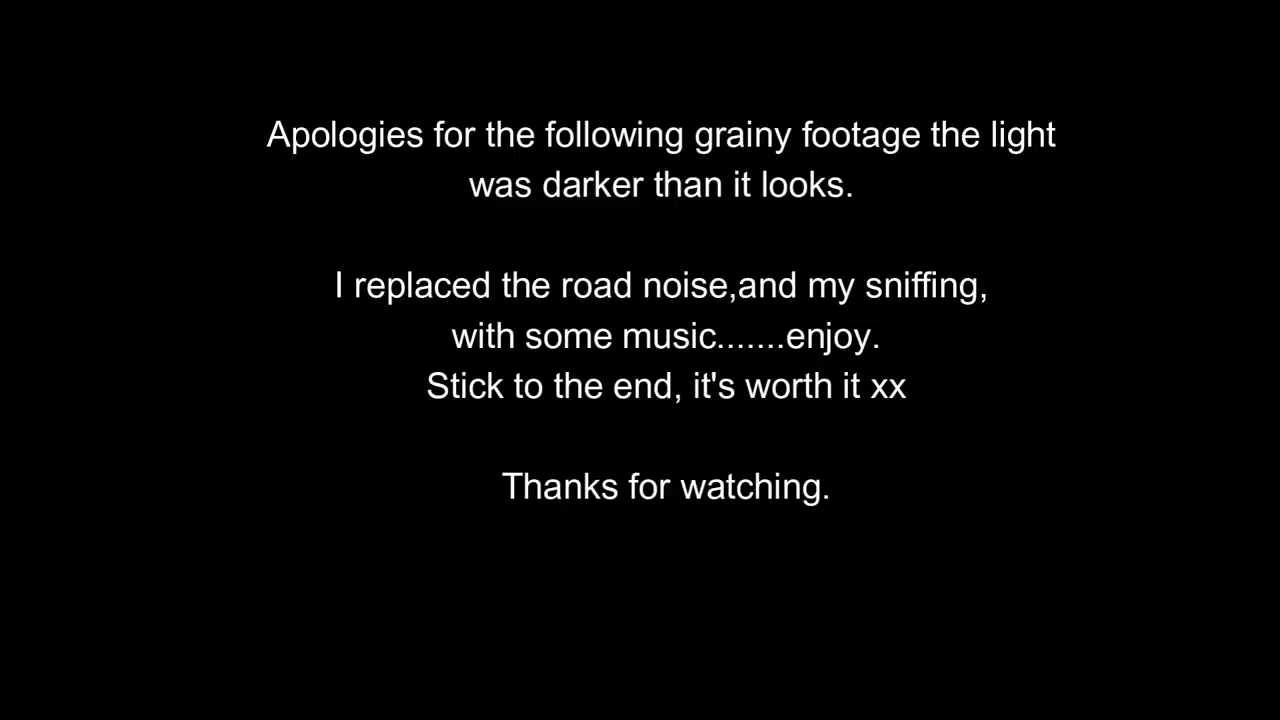 Apologies for the following grainy footage the light
was darker than it looks.
I replaced the road noise,and my sniffing,
with some music.......enjoy.
Stick to the end, it's worth it xx
Thanks for watching.